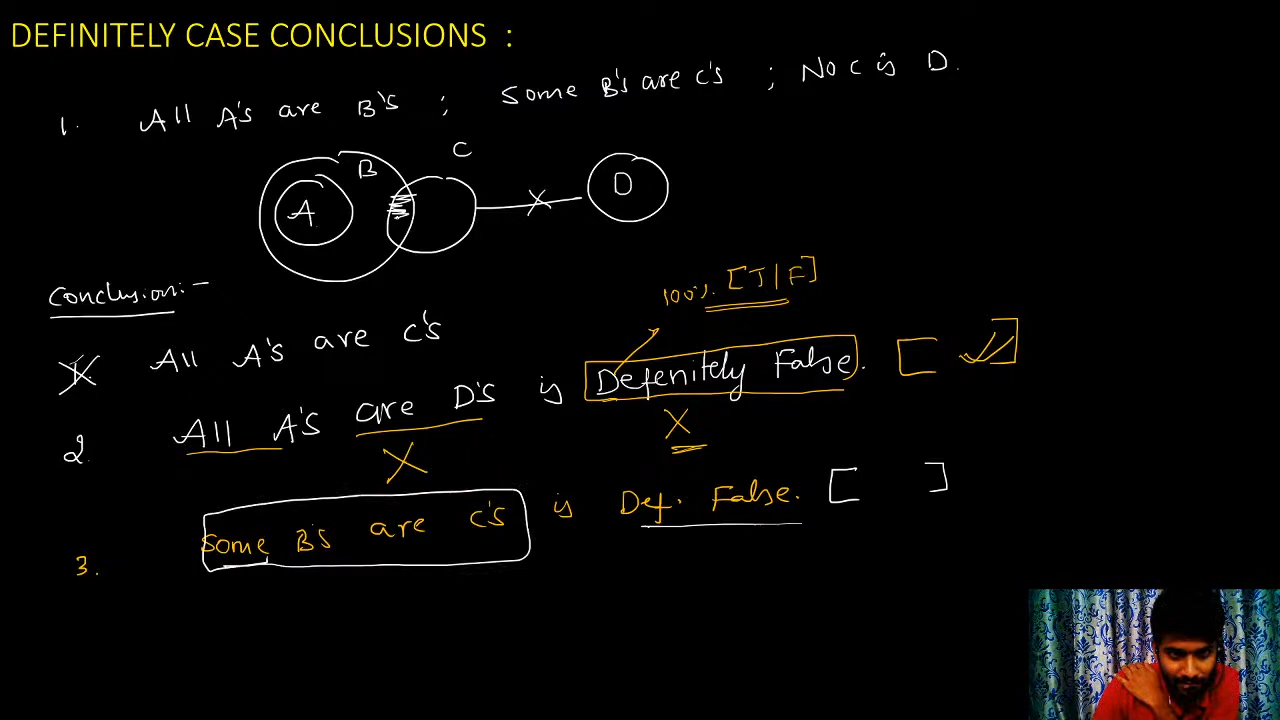 DEFINITELY CASE CONCLUSIONS :
1. All A's are B's ; Some B's are C's ; No C is D.
A B C D
Conclusion:-
100%. [T|F]
1 All A's are C's
2. All A's are D's is Defenitely False. [ ]
3. Some B's are C's is Def. False. [ ]